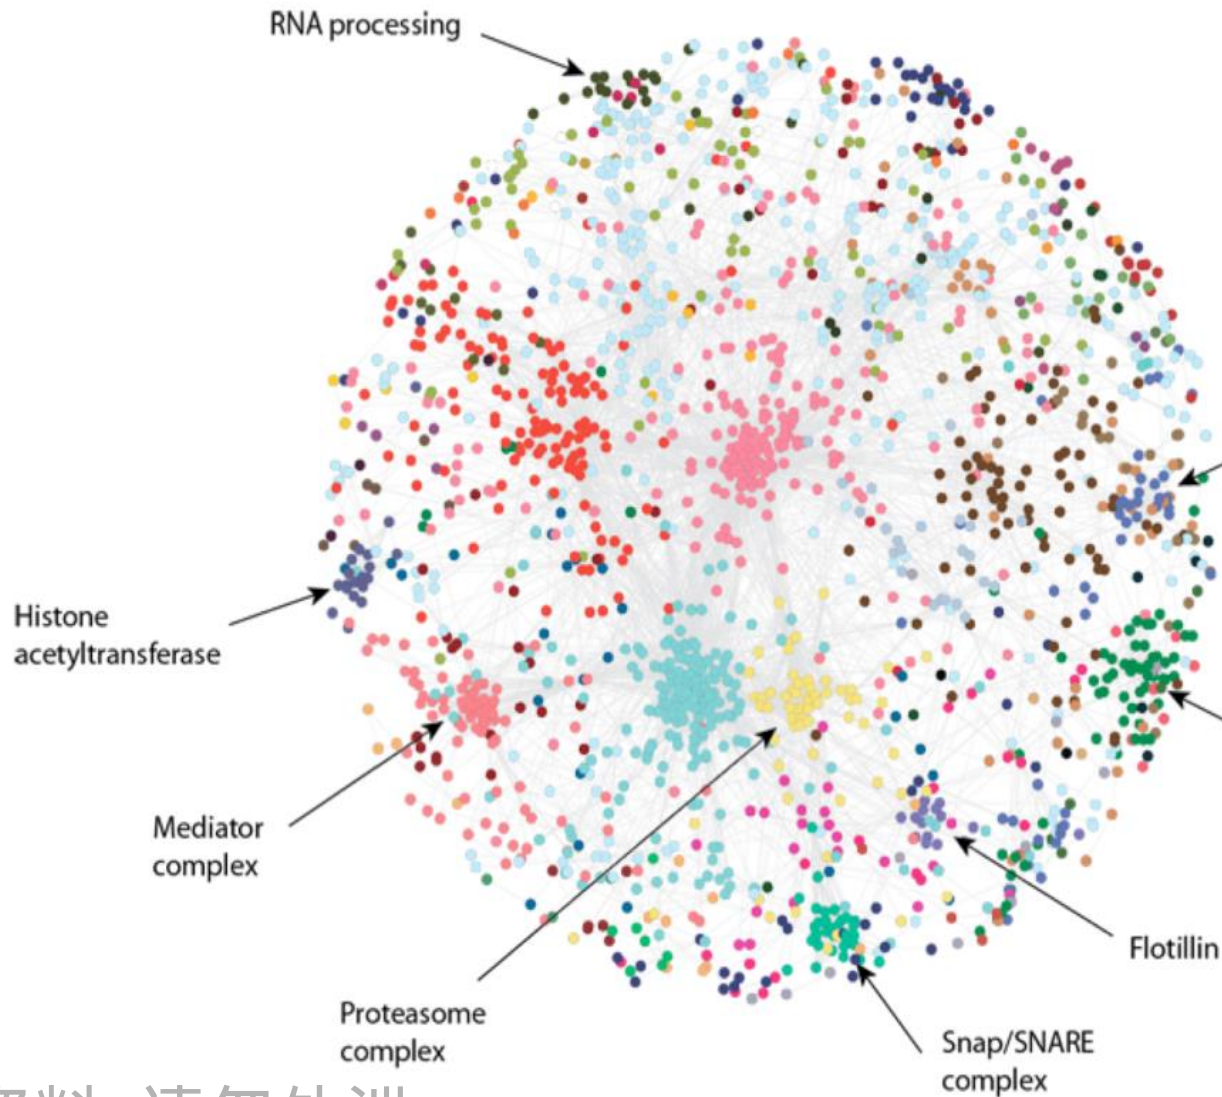 RNA processing
Histone
acetyltransferase
Mediator
complex
Proteasome
complex
Flotillin
Snap/SNARE
complex